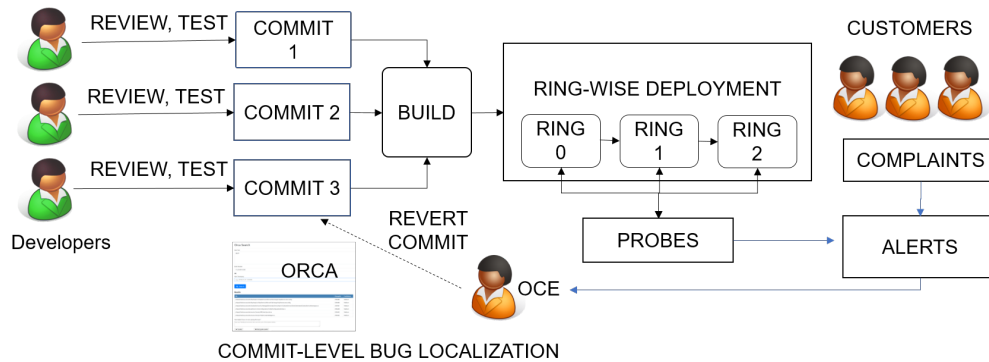 REVIEW, TEST
COMMIT
1
REVIEW, TEST
COMMIT 2
REVIEW, TEST
COMMIT 3
Developers
BUILD
RING-WISE DEPLOYMENT
RING
0
RING
1
RING
2
CUSTOMERS
COMPLAINTS
PROBES
ALERTS
REVERT
COMMIT
ORCA
OCE
COMMIT-LEVEL BUG LOCALIZATION